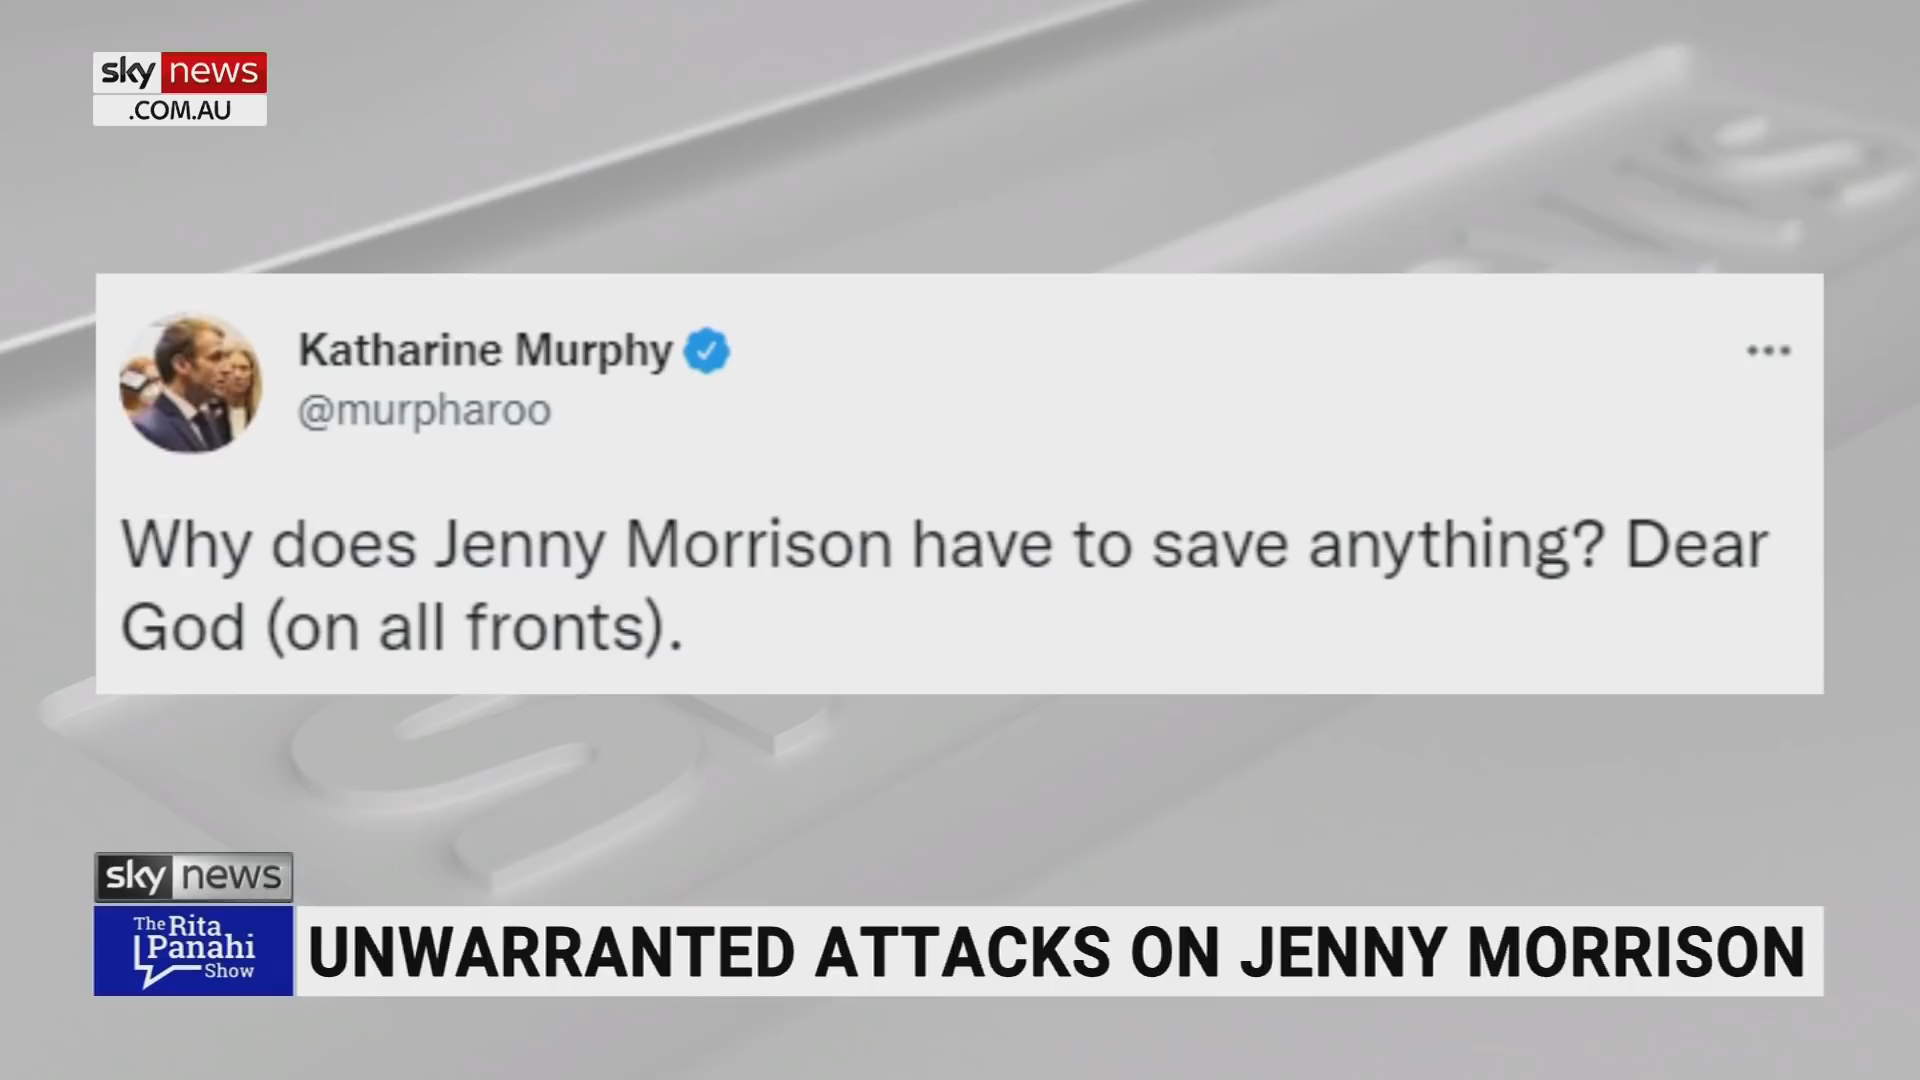 sky news
.COM.AU
Katharine Murphy
@murpharoo
Why does Jenny Morrison have to save anything? Dear
God (on all fronts).
sky news
The Rita
Panahi
Show
UNWARRANTED ATTACKS ON JENNY MORRISON